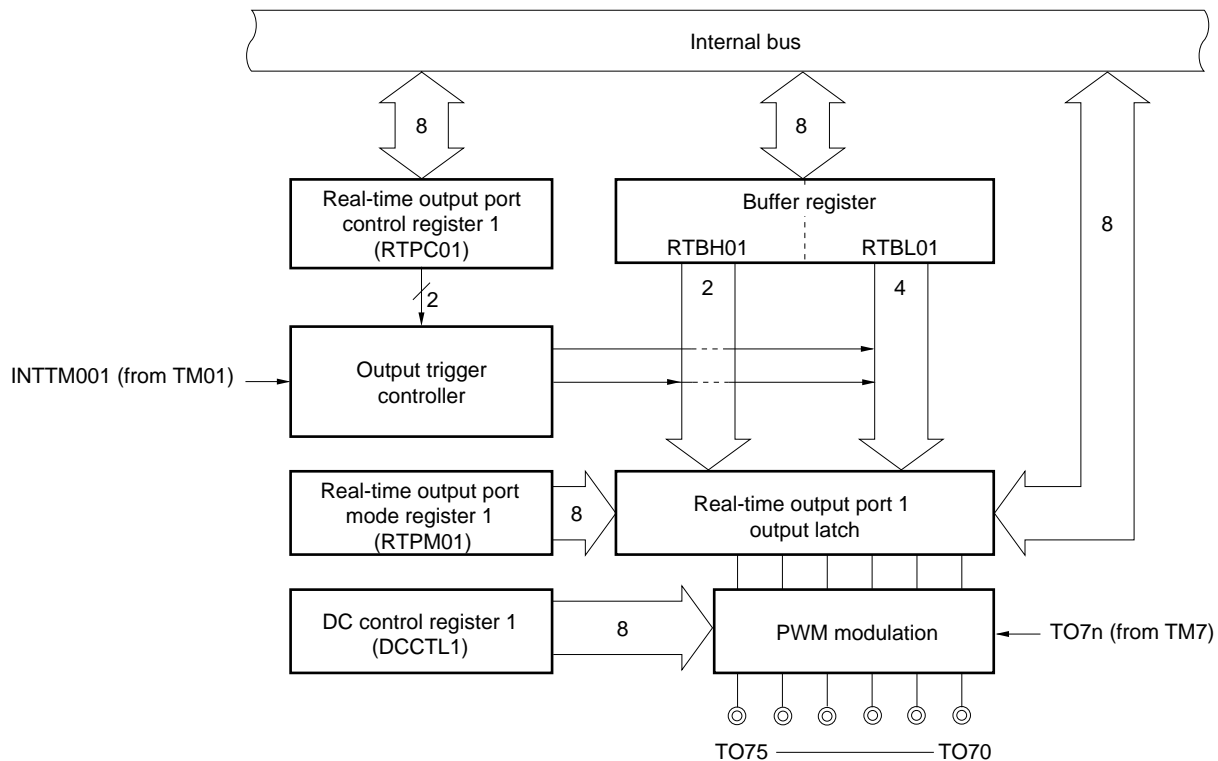 Internal bus
8
8
8
Real-time output port
control register 1
(RTPC01)
Buffer register
RTBH01
RTBL01
2
2
4
INTTM001 (from TM01)
Output trigger
controller
Real-time output port
mode register 1
(RTPM01)
8
Real-time output port 1
output latch
DC control register 1
(DCCTL1)
8
PWM modulation
TO7n (from TM7)
TO75
TO70